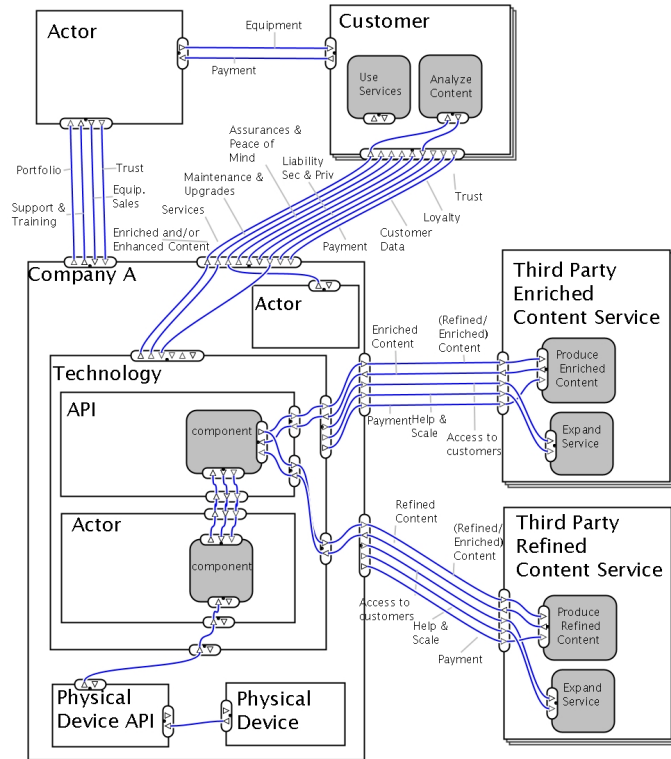 Actor
Equipment
Payment
Customer
Use
Services
Analyze
Content
Portfolio
Trust
Equip.
Sales
Support &
Training
Assurances &
Peace of
Mind
Liability
Sec & Priv
Maintenance &
Upgrades
Services
Enriched and/or
Enhanced Content
Trust
Loyalty
Customer
Data
Payment
Company A
Actor
Technology
API
component
Actor
component
Physical
Device API
Physical
Device
Enriched
Content
(Refined/
Enriched)
Content
Payment
Help &
Scale
Access to
customers
Third Party
Enriched
Content Service
Produce
Enriched
Content
Expand
Service
Refined
Content
(Refined/
Enriched)
Content
Access to
customers
Help &
Scale
Payment
Third Party
Refined
Content Service
Produce
Refined
Content
Expand
Service